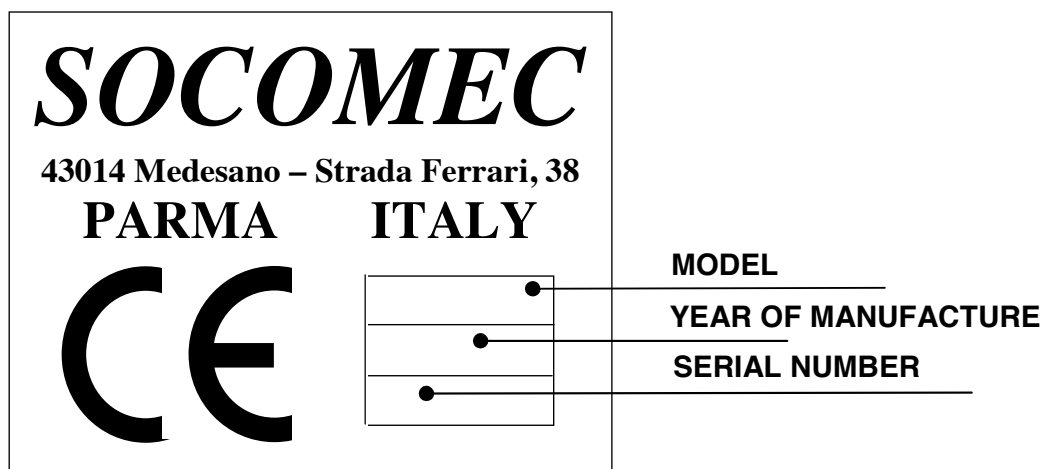 SOCOMEC
43014 Medesano – Strada Ferrari, 38
PARMA ITALY
CE
MODEL
YEAR OF MANUFACTURE
SERIAL NUMBER